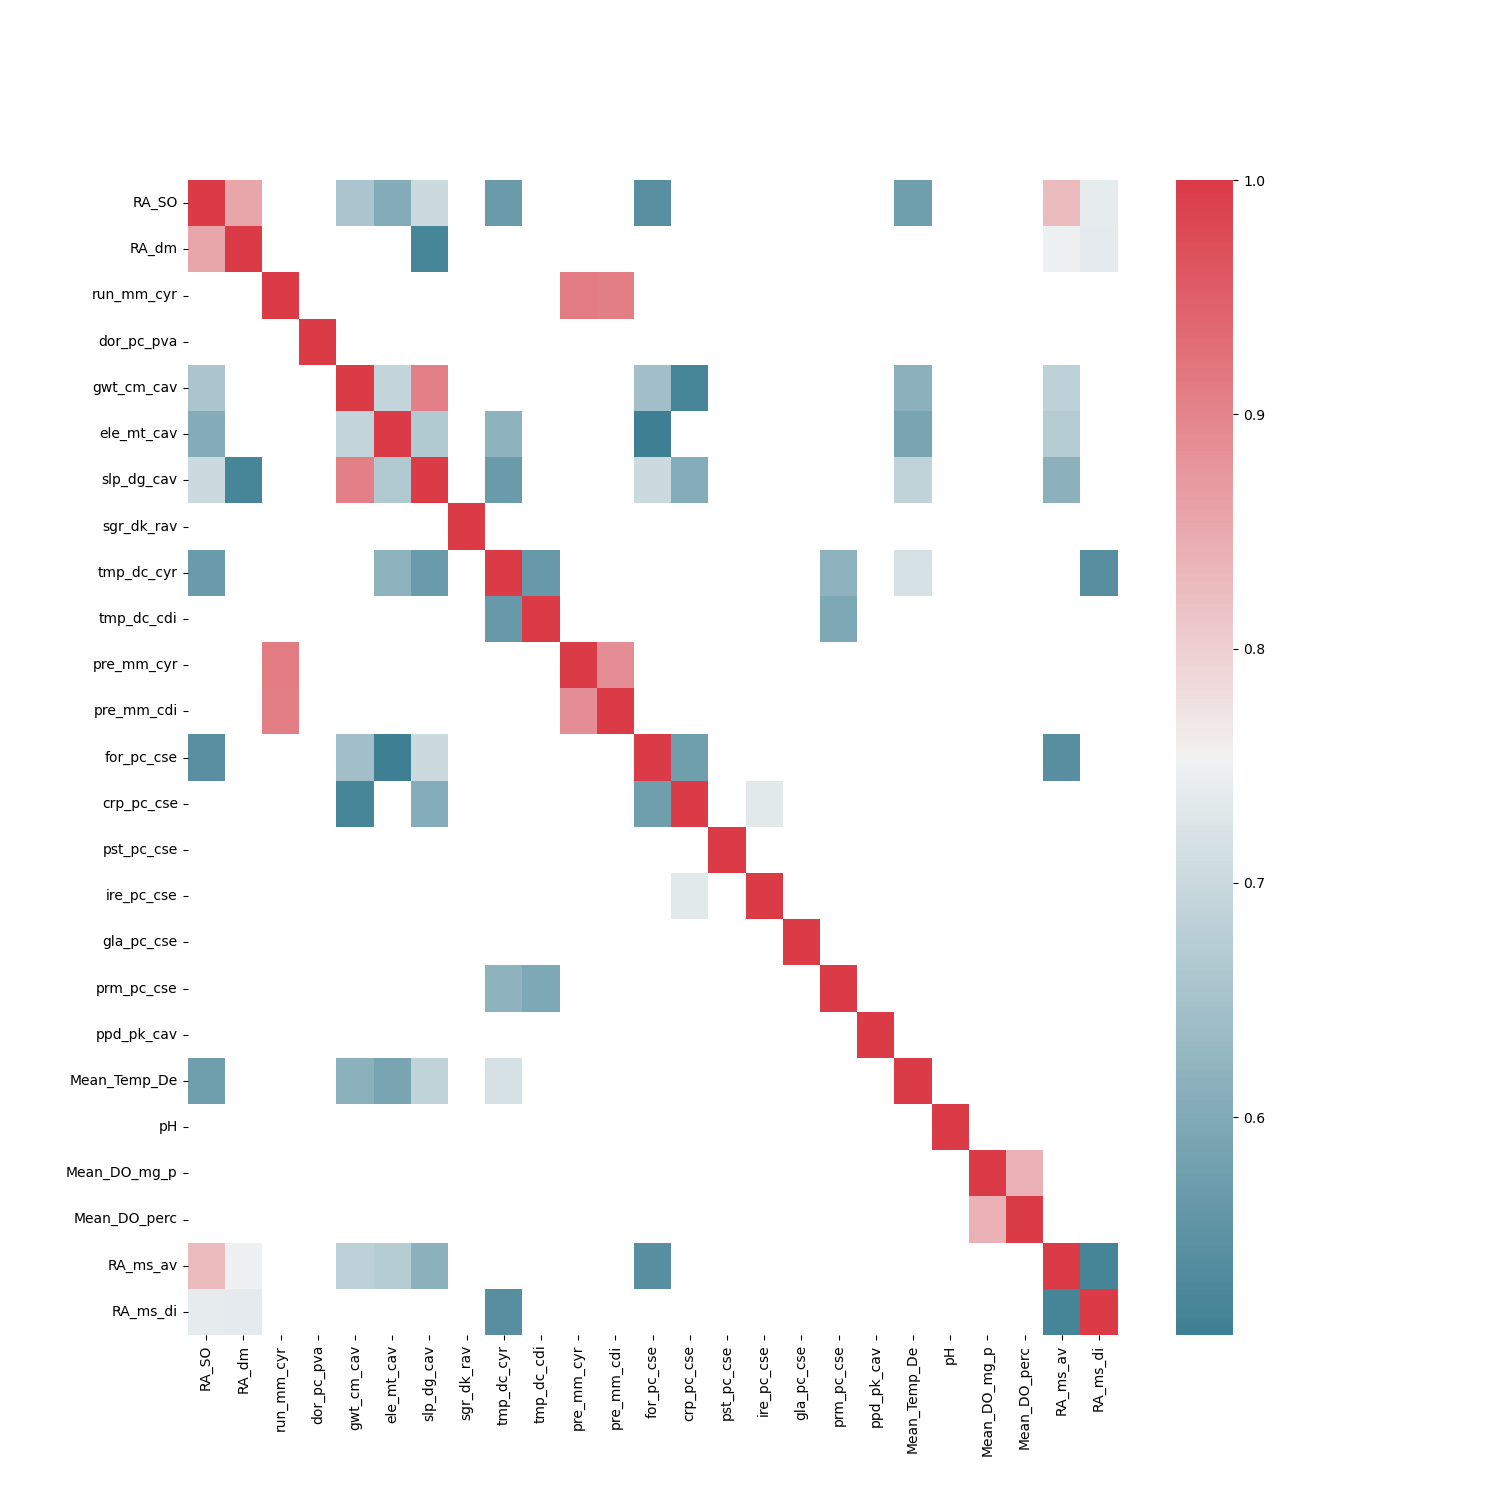 RA_SO
RA_dm
run_mm_cyr
dor_pc_pva
gwt_cm_cav
ele_mt_cav
slp_dg_cav
sgr_dk_rav
tmp_dc_cyr
tmp_dc_cdi
pre_mm_cyr
pre_mm_cdi
for_pc_cse
crp_pc_cse
pst_pc_cse
ire_pc_cse
gla_pc_cse
prm_pc_cse
ppd_pk_cav
Mean_Temp_De
pH
Mean_DO_mg_p
Mean_DO_perc
RA_ms_av
RA_ms_di
RA_SO
RA_dm
run_mm_cyr
dor_pc_pva
gwt_cm_cav
ele_mt_cav
slp_dg_cav
sgr_dk_rav
tmp_dc_cyr
tmp_dc_cdi
pre_mm_cyr
pre_mm_cdi
for_pc_cse
crp_pc_cse
pst_pc_cse
ire_pc_cse
gla_pc_cse
prm_pc_cse
ppd_pk_cav
Mean_Temp_De
pH
Mean_DO_mg_p
Mean_DO_perc
RA_ms_av
RA_ms_di
1.0
0.9
0.8
0.7
0.6